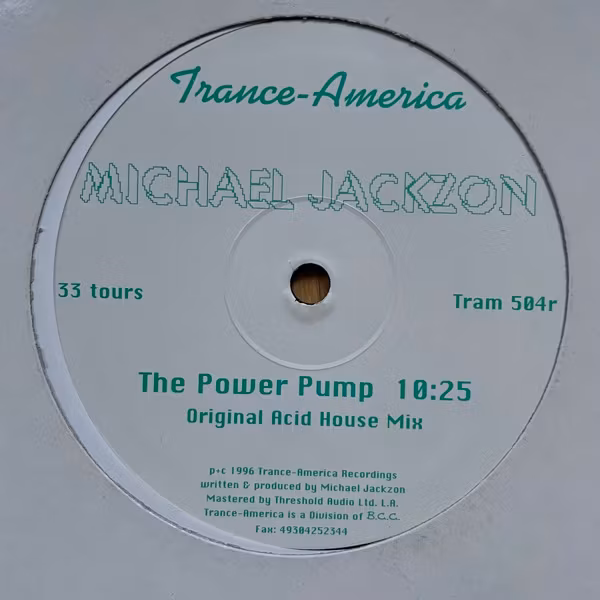 Trance-America
MICHAEL JACKZON
33 tours
Tram 504r
The Power Pump 10:25
Original Acid House Mix
p+c 1996 Trance-America Recordings
written & produced by Michael Jackzon
Mastered by Threshold Audio Ltd. L.A.
Trance-America is a Division of B.C.C.
Fax: 49304252344